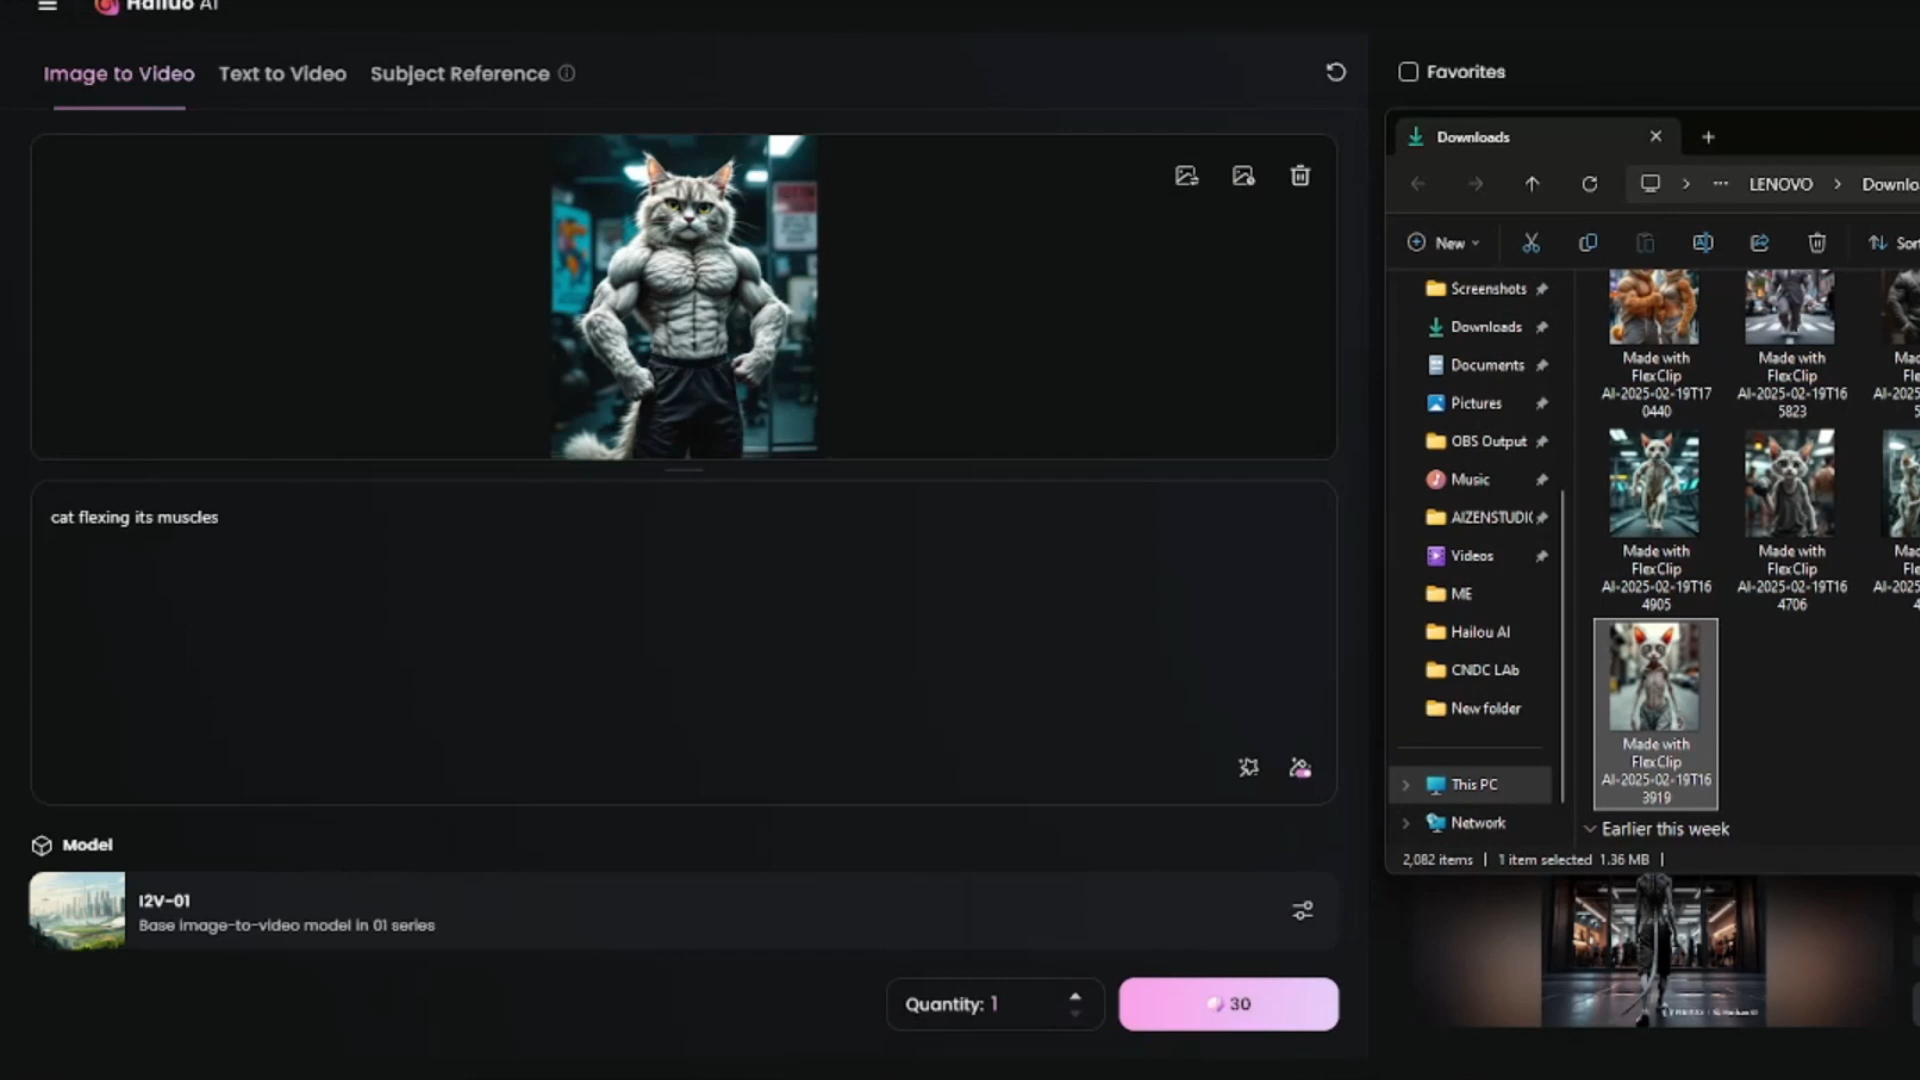 Hailuo AI
Image to Video
Text to Video
Subject Reference
cat flexing its muscles
Model
I2V-01
Base image-to-video model in 01 series
Quantity: 1
30
Favorites
Downloads
LENOVO
New
Screenshots
Downloads
Documents
Pictures
OBS Output
Music
Videos
ME
Hailou AI
CNDC LAb
New folder
This PC
Network
Made with
FlexClip
AI-2025-02-19T17
0440
Made with
FlexClip
AI-2025-02-19T16
5823
Made with
FlexClip
AI-2025-02-19T16
4905
Made with
FlexClip
AI-2025-02-19T16
4706
Made with
FlexClip
AI-2025-02-19T16
3919
Earlier this week
2,082 items
1 item selected 1.36 MB